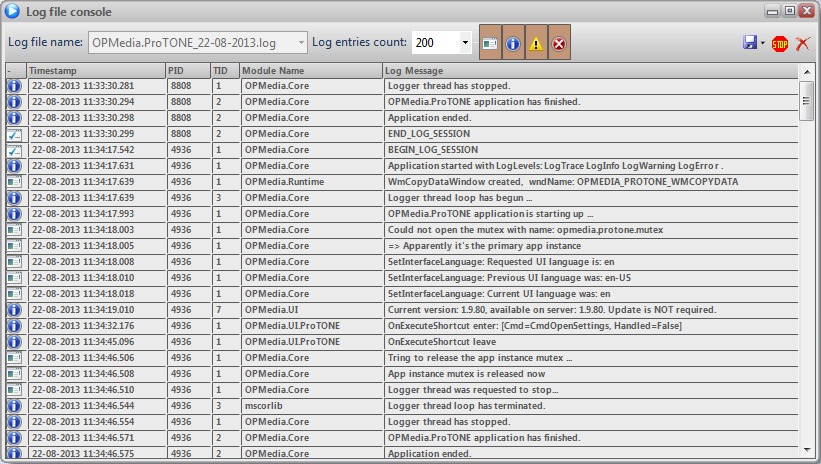 Log file console
Log file name: OPMedia.ProTONE_22-08-2013.log Log entries count: 200 STOP
- Timestamp PID TID Module Name Log Message
22-08-2013 11:33:30.281 8808 1 OPMedia.Core Logger thread has stopped.
22-08-2013 11:33:30.294 8808 2 OPMedia.Core OPMedia.ProTONE application has finished.
22-08-2013 11:33:30.298 8808 2 OPMedia.Core Application ended.
22-08-2013 11:33:30.299 8808 2 OPMedia.Core END_LOG_SESSION
22-08-2013 11:34:17.542 4936 1 OPMedia.Core BEGIN_LOG_SESSION
22-08-2013 11:34:17.631 4936 1 OPMedia.Core Application started with LogLevels: LogTrace LogInfo LogWarning LogError .
22-08-2013 11:34:17.639 4936 1 OPMedia.Runtime WmCopyDataWindow created, wndName: OPMEDIA_PROTONE_WMCOPYDATA
22-08-2013 11:34:17.639 4936 3 OPMedia.Core Logger thread loop has begun ...
22-08-2013 11:34:17.993 4936 1 OPMedia.Core OPMedia.ProTONE application is starting up ...
22-08-2013 11:34:18.003 4936 1 OPMedia.Core Could not open the mutex with name: opmedia.protone.mutex
22-08-2013 11:34:18.005 4936 1 OPMedia.Core => Apparently it's the primary app instance
22-08-2013 11:34:18.008 4936 1 OPMedia.Core SetInterfaceLanguage: Requested UI language is: en
22-08-2013 11:34:18.010 4936 1 OPMedia.Core SetInterfaceLanguage: Previous UI language was: en-US
22-08-2013 11:34:18.018 4936 1 OPMedia.Core SetInterfaceLanguage: Current UI language was: en
22-08-2013 11:34:19.010 4936 7 OPMedia.UI Current version: 1.9.80, available on server: 1.9.80. Update is NOT required.
22-08-2013 11:34:32.176 4936 1 OPMedia.UI.ProTONE OnExecuteShortcut enter: [Cmd=CmdOpenSettings, Handled=False]
22-08-2013 11:34:45.096 4936 1 OPMedia.UI.ProTONE OnExecuteShortcut leave
22-08-2013 11:34:46.506 4936 1 OPMedia.Core Tring to release the app instance mutex ...
22-08-2013 11:34:46.508 4936 1 OPMedia.Core App instance mutex is released now
22-08-2013 11:34:46.510 4936 1 OPMedia.Core Logger thread was requested to stop...
22-08-2013 11:34:46.544 4936 3 mscorlib Logger thread loop has terminated.
22-08-2013 11:34:46.554 4936 1 OPMedia.Core Logger thread has stopped.
22-08-2013 11:34:46.571 4936 2 OPMedia.Core OPMedia.ProTONE application has finished.
22-08-2013 11:34:46.575 4936 2 OPMedia.Core Application ended.